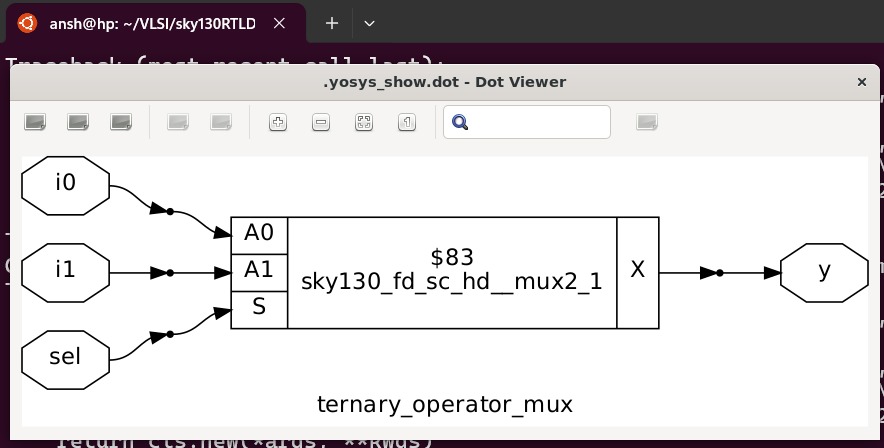 ansh@hp: ~/VLSI/sky130RTLD
Traceback (most recent call last):
.yosys_show.dot - Dot Viewer
i0
i1
sel
A0
A1
S
$83
sky130_fd_sc_hd__mux2_1
X
y
ternary_operator_mux
return cls.new(*args, **kwds)